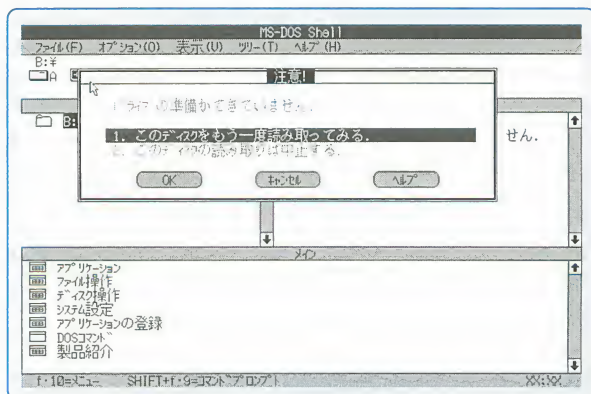 MS-DOS Shell
ファイル(F) オプション(O) 表示(U) ツリー(T) ヘルプ(H)
B:¥
A
注意!
ドライブの準備ができていません.
B:
1. このディスクをもう一度読み取ってみる.
せん.
2. このディスクの読み取りは中止する.
OK キャンセル ヘルプ
メイン
アプリケーション
ファイル操作
ディスク操作
システム設定
アプリケーションの登録
DOSコマンド
製品紹介
f・10=メニュー SHIFT+f・9=コマンドプロンプト XX:XX